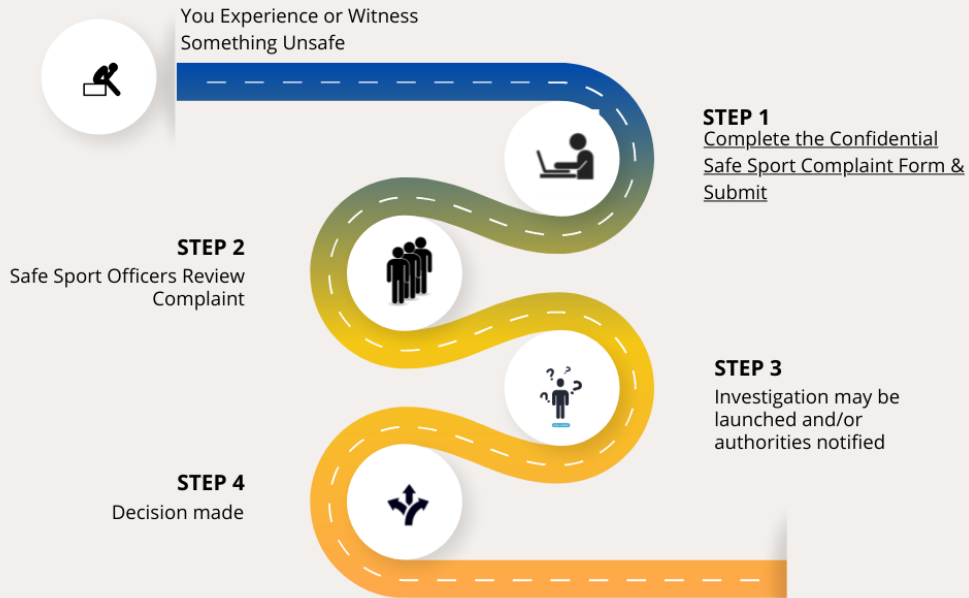 You Experience or Witness
Something Unsafe
STEP 1
Complete the Confidential
Safe Sport Complaint Form &
Submit
STEP 2
Safe Sport Officers Review
Complaint
STEP 3
Investigation may be
launched and/or
authorities notified
STEP 4
Decision made